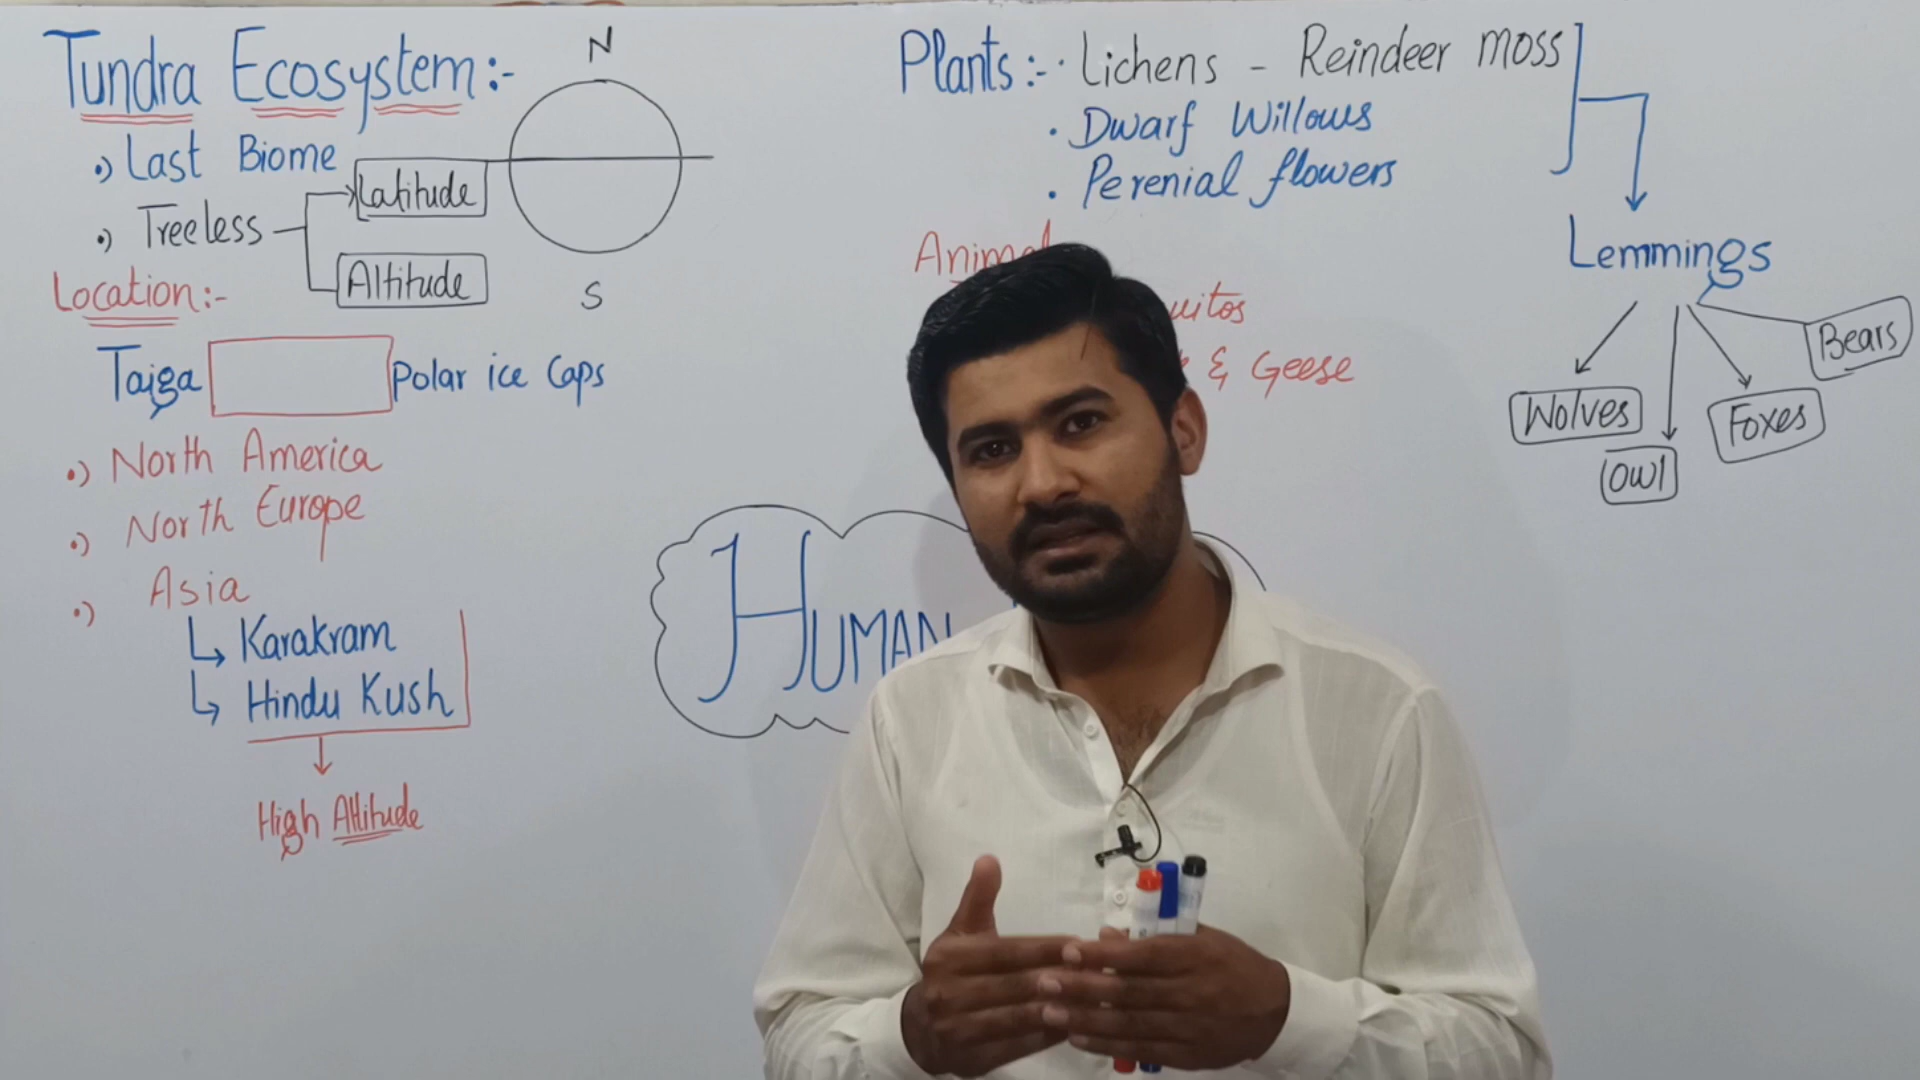 Tundra Ecosystem:-
•) Last Biome
•) Treeless
Latitude
Altitude
N
S
Location:-
Taiga
Polar ice Caps
•) North America
•) North Europe
•) Asia
↳ Karakram
↳ Hindu Kush
High Altitude
Plants:- · Lichens - Reindeer moss
· Dwarf Willows
· Perenial flowers
& Geese
Lemmings
Wolves
Owl
Foxes
Bears
HUMAN